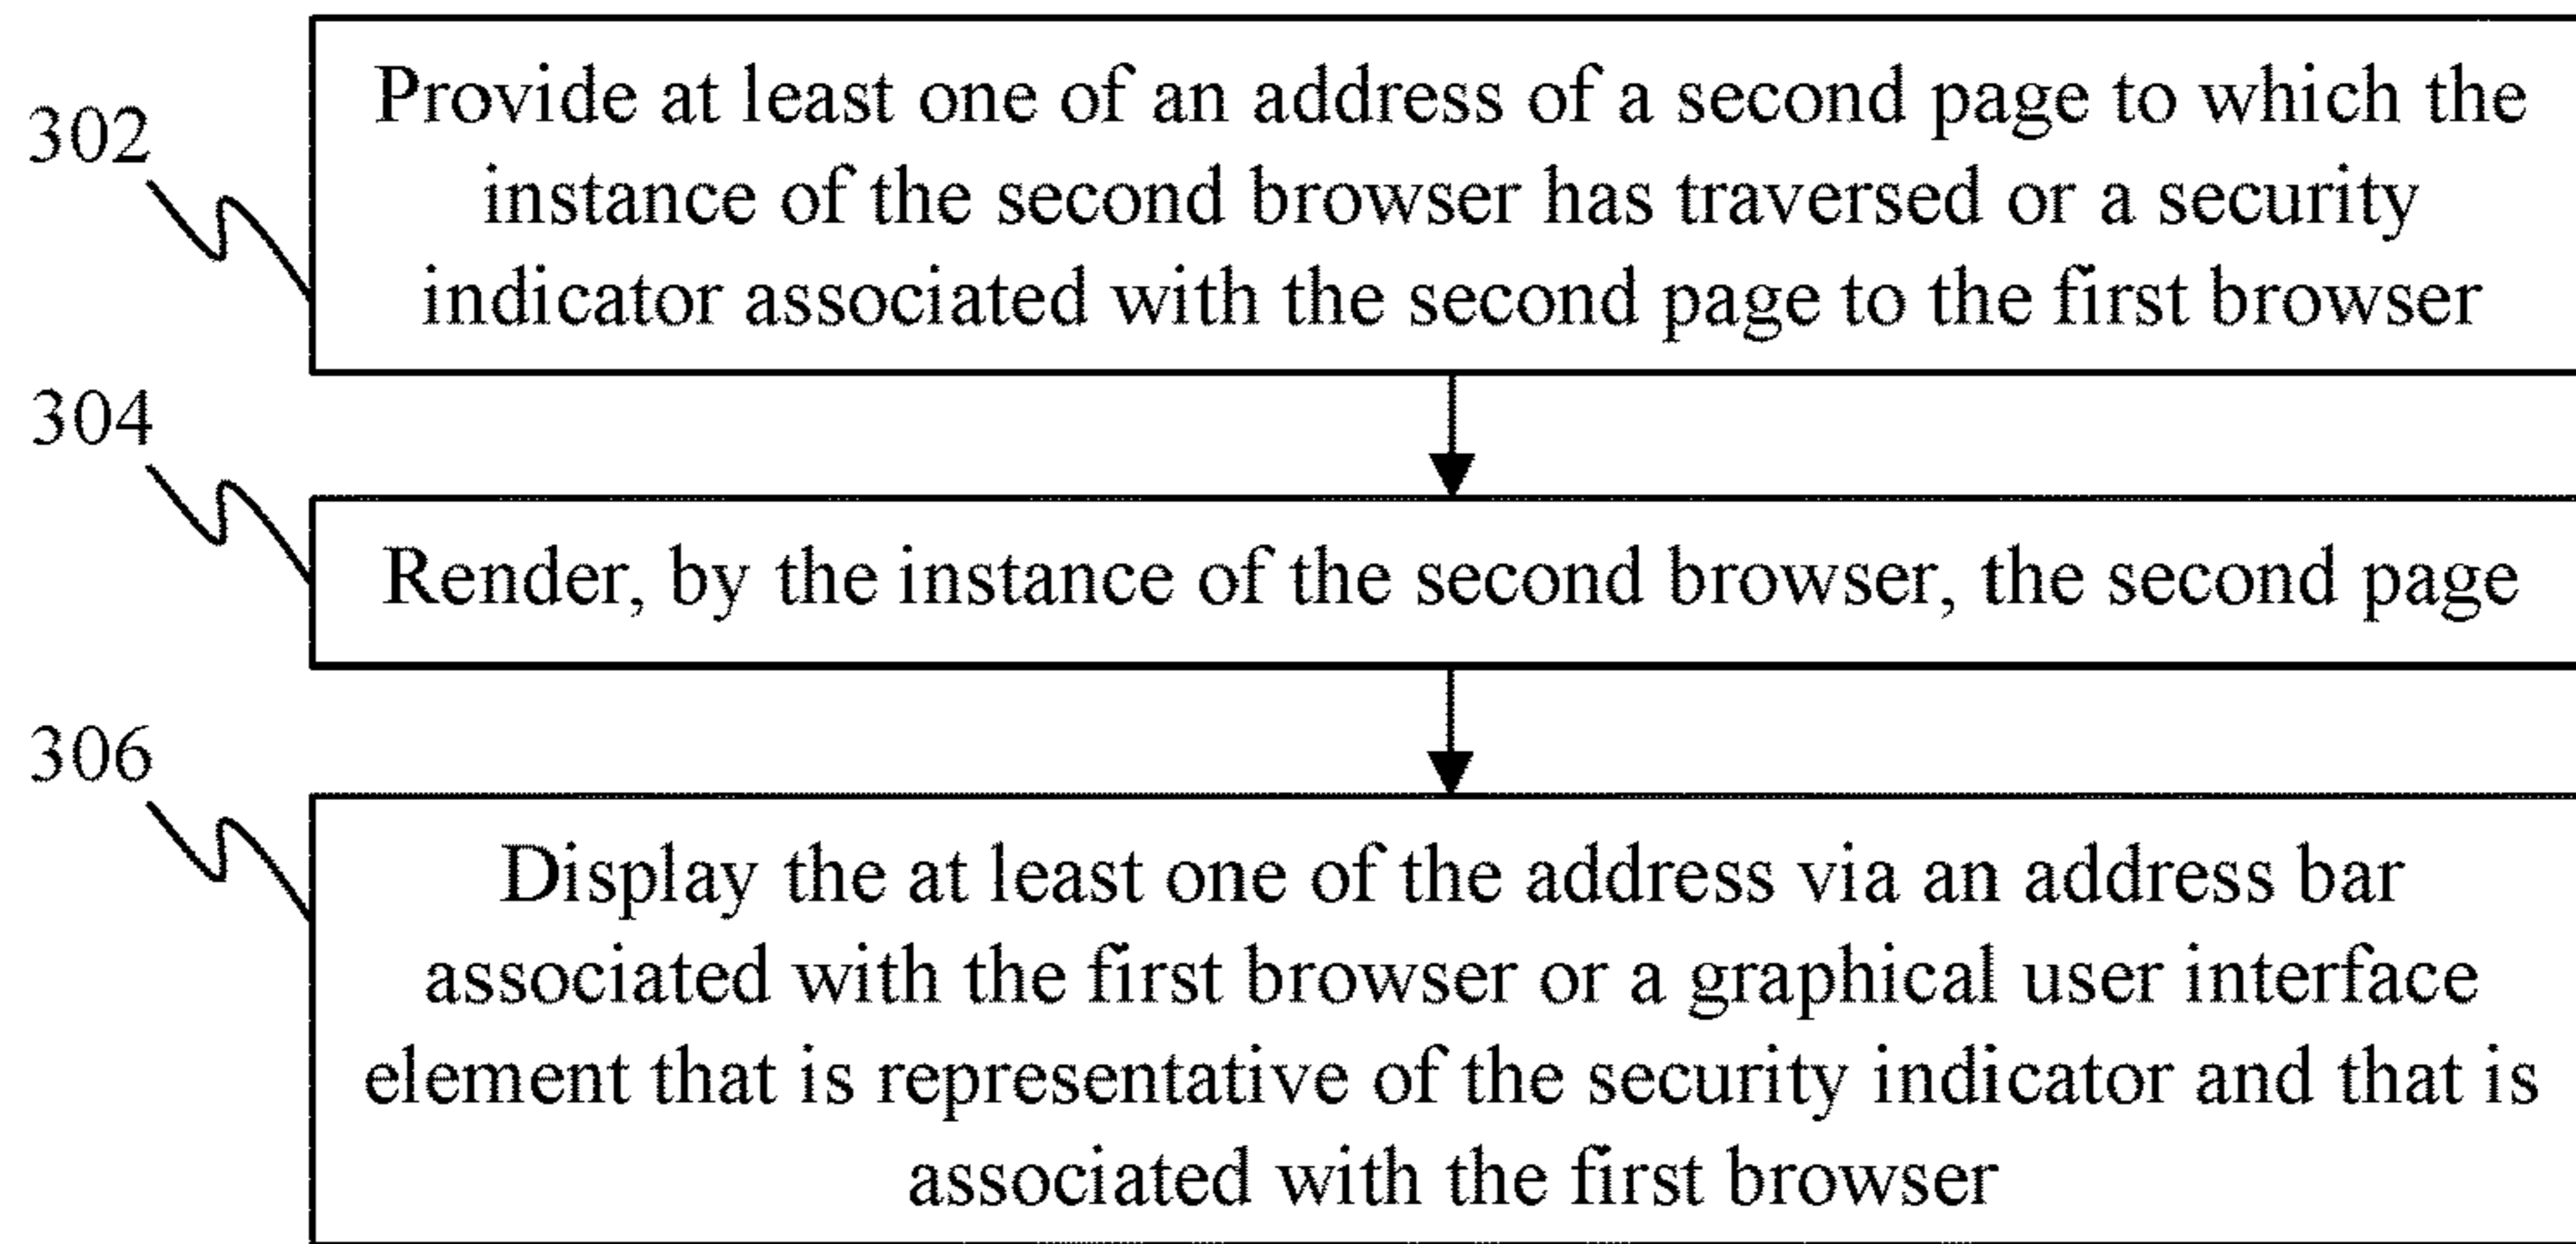 302
Provide at least one of an address of a second page to which the
instance of the second browser has traversed or a security
indicator associated with the second page to the first browser
304
Render, by the instance of the second browser, the second page
306
Display the at least one of the address via an address bar
associated with the first browser or a graphical user interface
element that is representative of the security indicator and that is
associated with the first browser